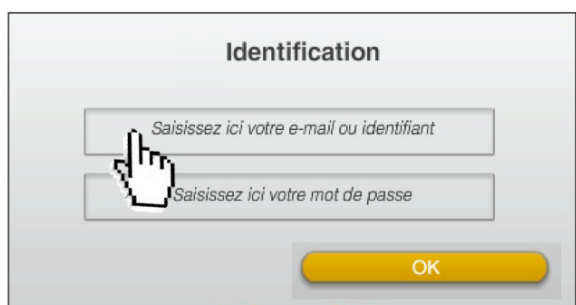 Identification
Saisissez ici votre e-mail ou identifiant
Saisissez ici votre mot de passe
OK